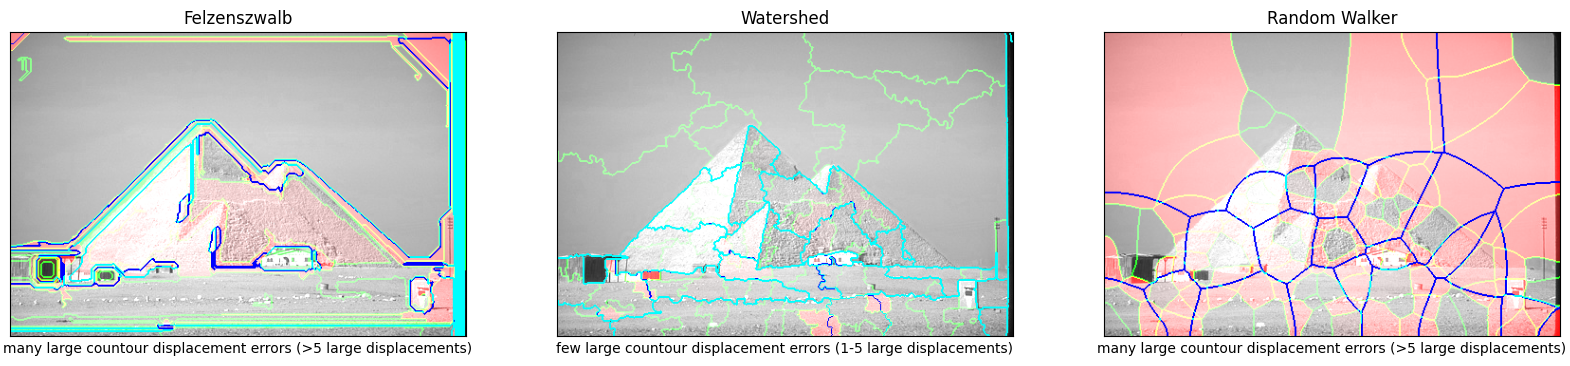 Felzenszwalb
Watershed
Random Walker
many large countour displacement errors (>5 large displacements)
few large countour displacement errors (1-5 large displacements)
many large countour displacement errors (>5 large displacements)